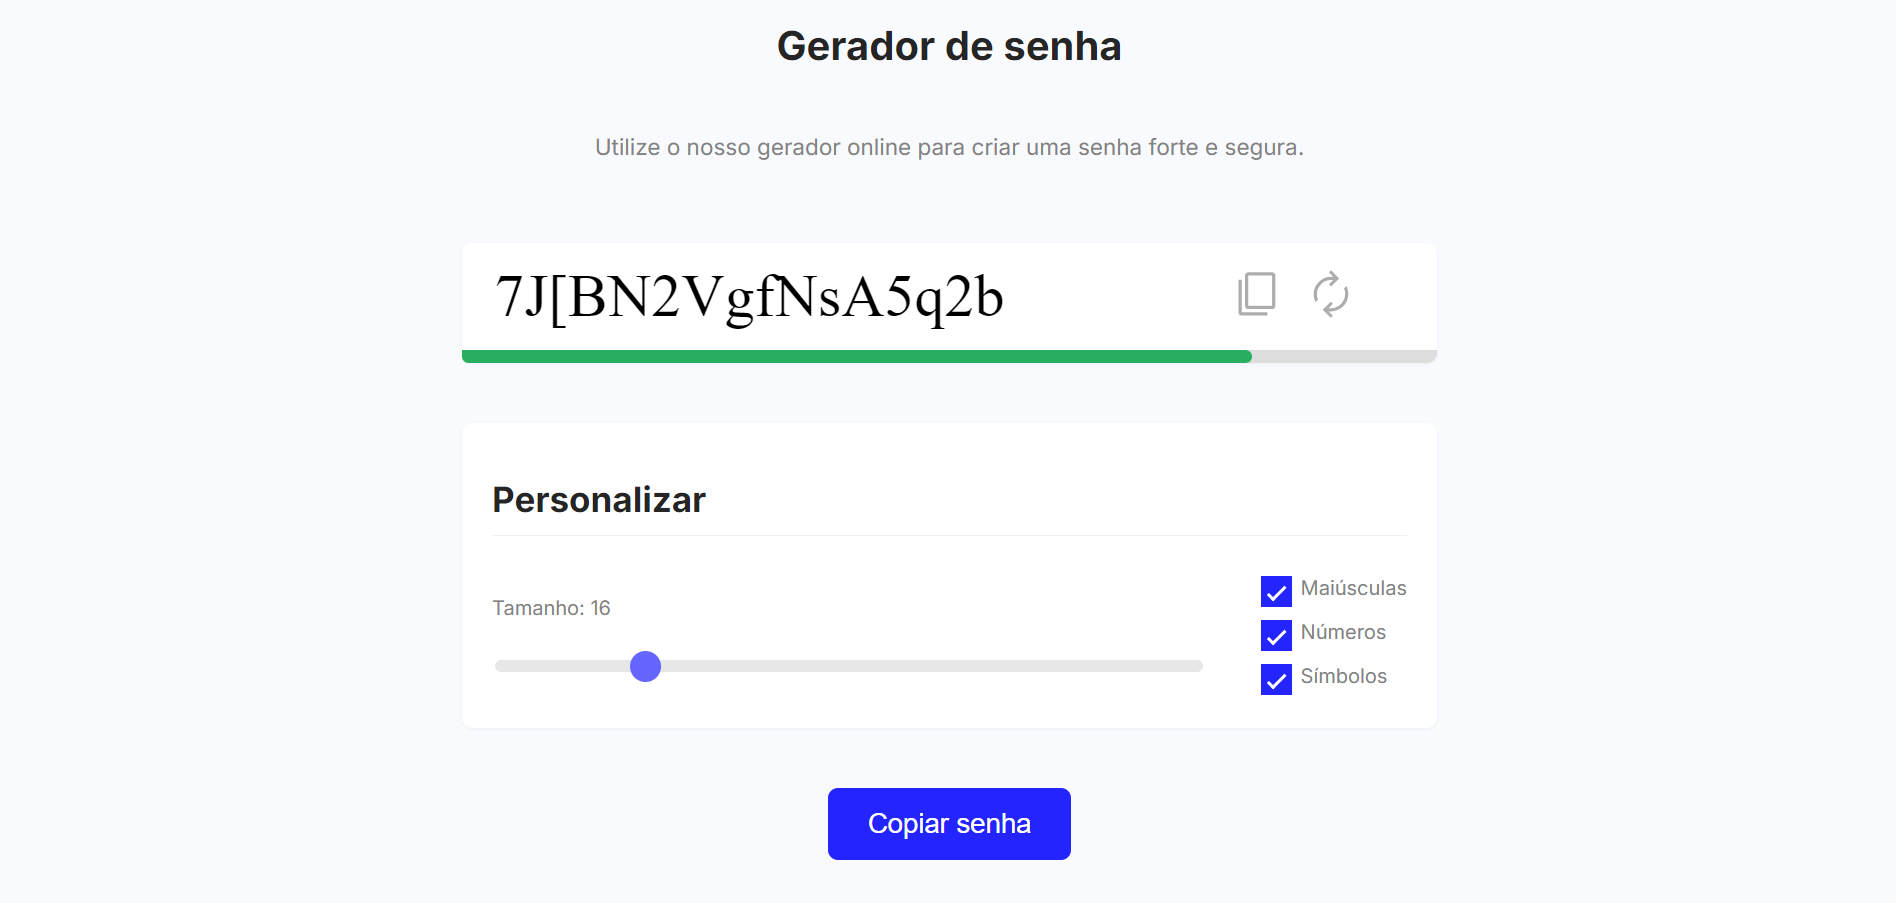 Gerador de senha
Utilize o nosso gerador online para criar uma senha forte e segura.
7J[BN2VgfNsA5q2b
Personalizar
Tamanho: 16
Maiúsculas
Números
Símbolos
Copiar senha